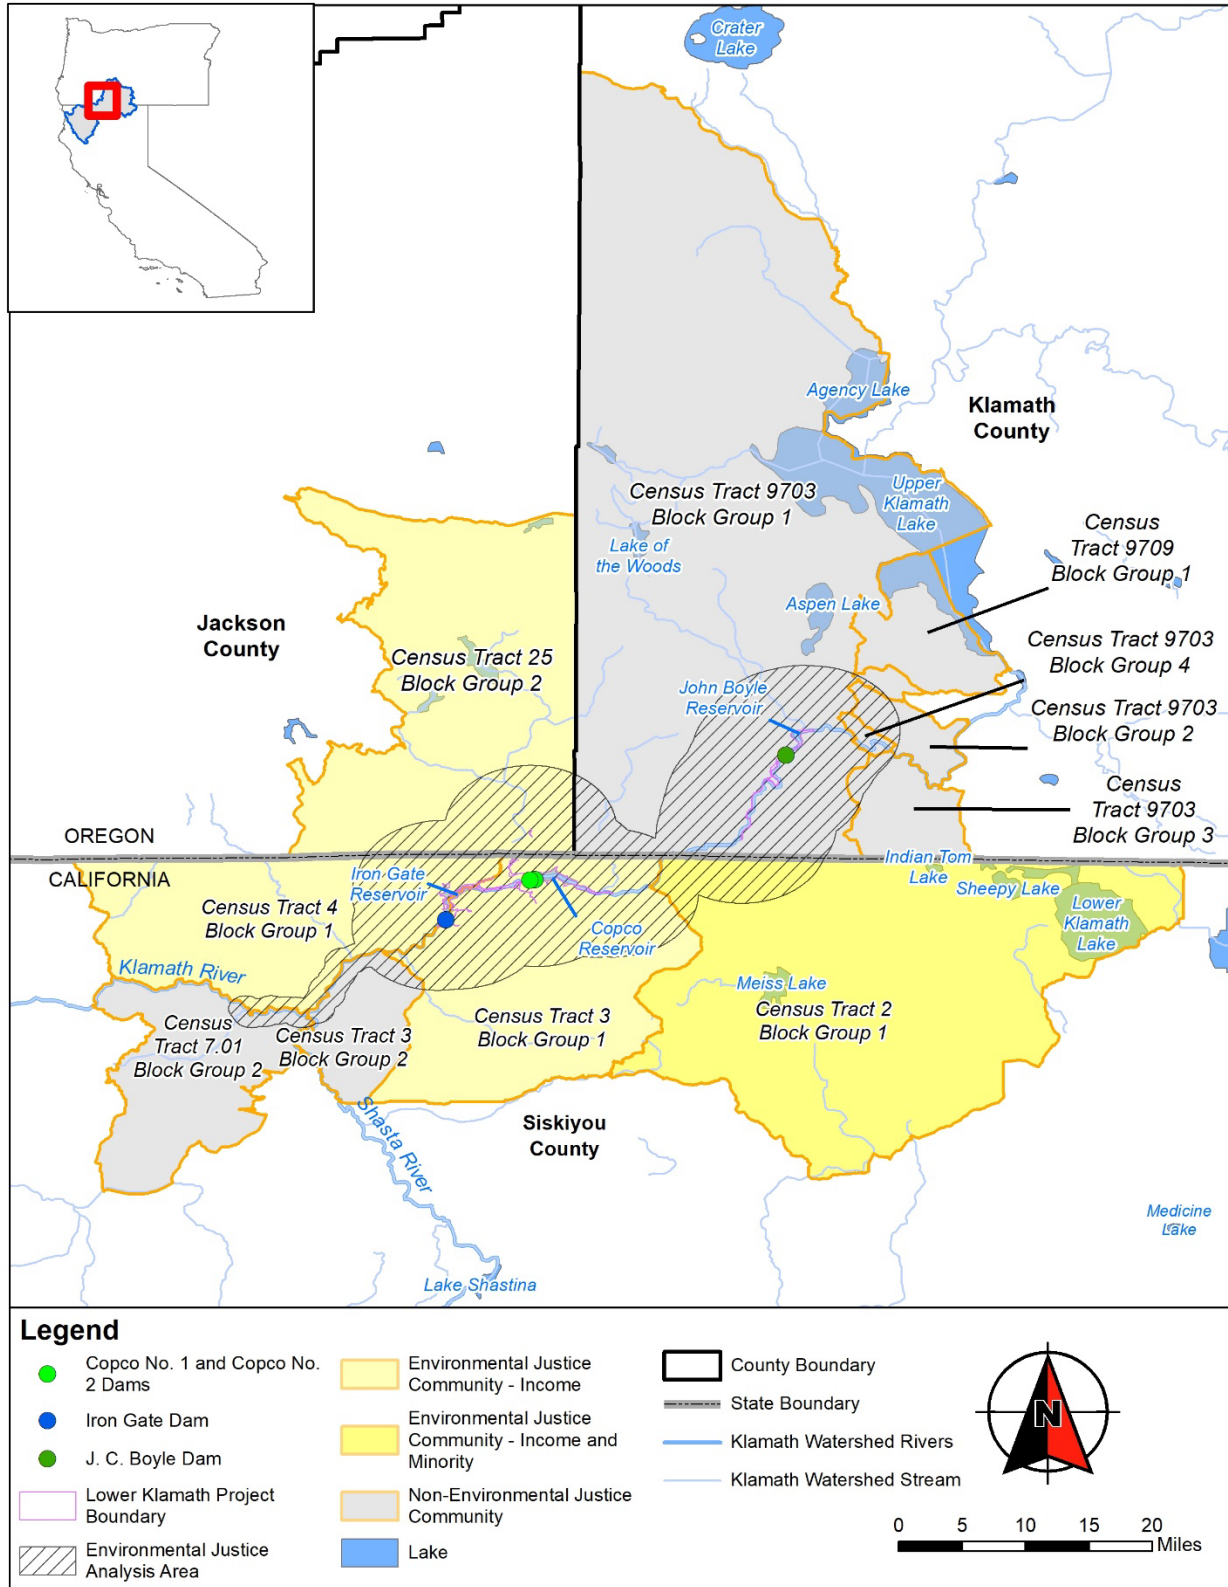 Crater
Lake
Agency Lake
Klamath
County
Upper
Klamath
Lake
Census Tract 9703
Block Group 1
Lake of
the Woods
Aspen Lake
Census
Tract 9709
Block Group 1
Jackson
County
Census Tract 25
Block Group 2
John Boyle
Reservoir
Census Tract 9703
Block Group 4
Census Tract 9703
Block Group 2
Census
Tract 9703
Block Group 3
OREGON
CALIFORNIA
Iron Gate
Reservoir
Copco
Reservoir
Indian Tom
Lake
Sheepy Lake
Lower
Klamath
Lake
Census Tract 4
Block Group 1
Klamath River
Meiss Lake
Census Tract 2
Block Group 1
Census
Tract 7.01
Block Group 2
Census Tract 3
Block Group 2
Census Tract 3
Block Group 1
Shasta River
Siskiyou
County
Medicine
Lake
Lake Shastina
Legend
Copco No. 1 and Copco No.
2 Dams
Iron Gate Dam
J. C. Boyle Dam
Lower Klamath Project
Boundary
Environmental Justice
Analysis Area
Environmental Justice
Community - Income
Environmental Justice
Community - Income and
Minority
Non-Environmental Justice
Community
Lake
County Boundary
State Boundary
Klamath Watershed Rivers
Klamath Watershed Stream
N
0 5 10 15 20
Miles